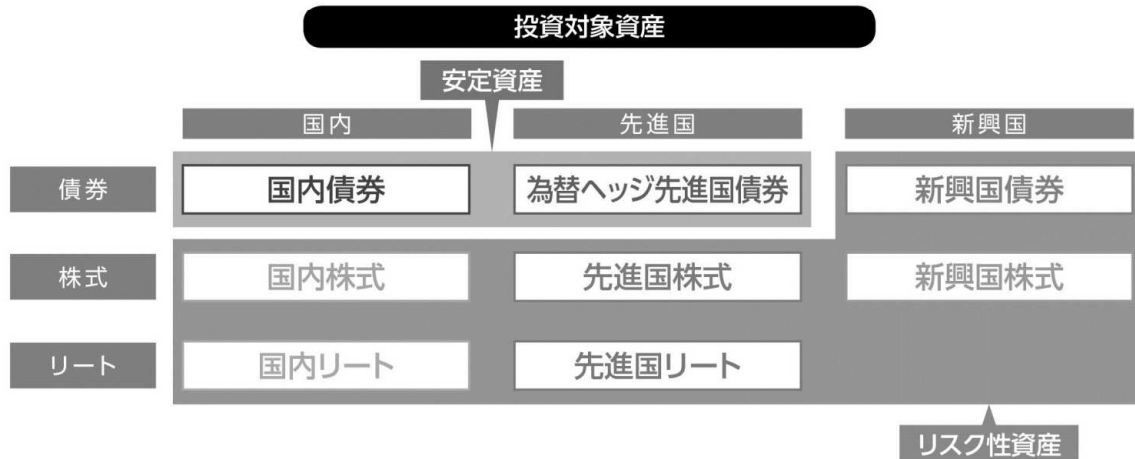 投資対象資産
安定資産
国内 先進国 新興国
債券 国内債券 為替ヘッジ先進国債券 新興国債券
株式 国内株式 先進国株式 新興国株式
リート 国内リート 先進国リート
リスク性資産